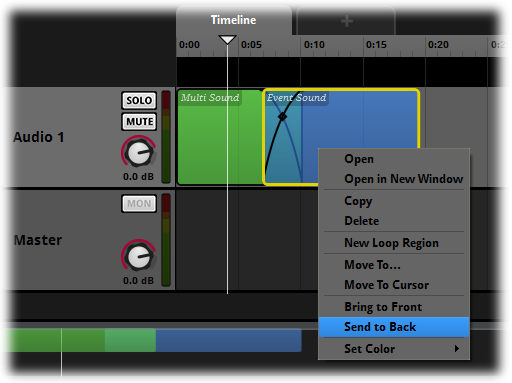 Timeline
+
0:00
0:05
0:10
0:15
0:20
Audio 1
SOLO
MUTE
0.0 dB
Multi Sound
Event Sound
Master
MON
0.0 dB
Open
Open in New Window
Copy
Delete
New Loop Region
Move To...
Move To Cursor
Bring to Front
Send to Back
Set Color